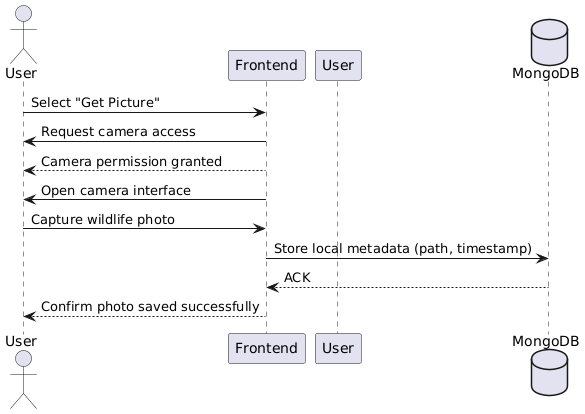 User
Frontend
User
MongoDB
Select "Get Picture"
Request camera access
Camera permission granted
Open camera interface
Capture wildlife photo
Store local metadata (path, timestamp)
ACK
Confirm photo saved successfully
User
Frontend
User
MongoDB